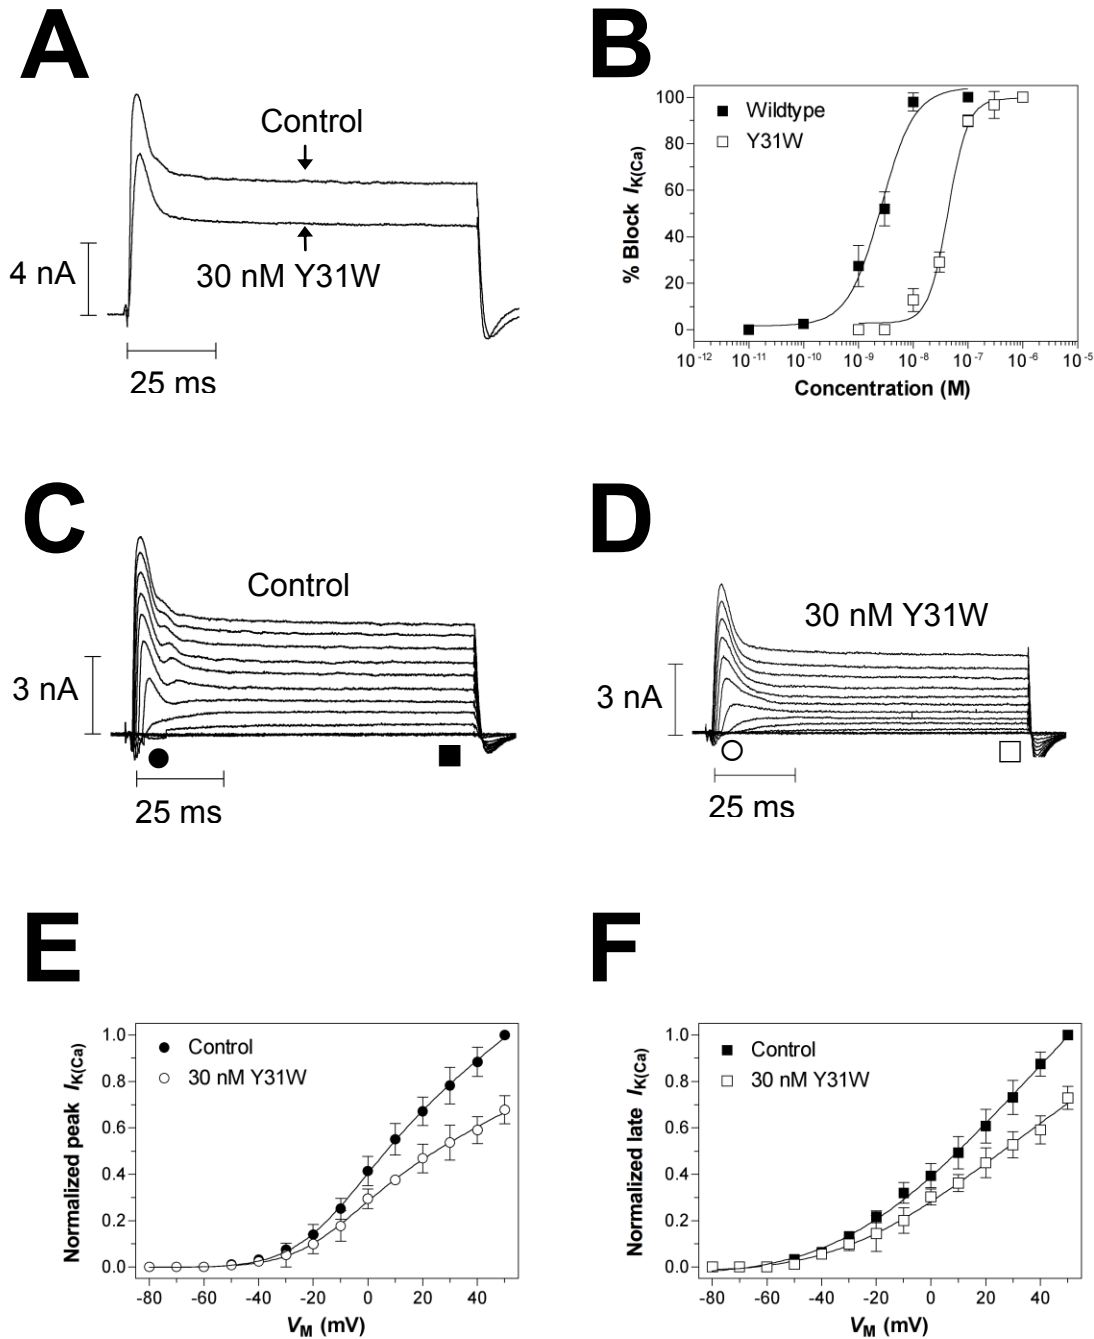 A
Control
4 nA
30 nM Y31W
25 ms
B
% Block I_K(Ca)
100
80
60
40
20
0
Wildtype
Y31W
10^-12
10^-11
10^-10
10^-9
10^-8
10^-7
10^-6
10^-5
Concentration (M)
C
Control
3 nA
25 ms
D
30 nM Y31W
3 nA
25 ms
E
Normalized peak I_K(Ca)
1.0
0.8
0.6
0.4
0.2
0.0
Control
30 nM Y31W
-80
-60
-40
-20
0
20
40
V_M (mV)
F
Normalized late I_K(Ca)
1.0
0.8
0.6
0.4
0.2
0.0
Control
30 nM Y31W
-80
-60
-40
-20
0
20
40
V_M (mV)